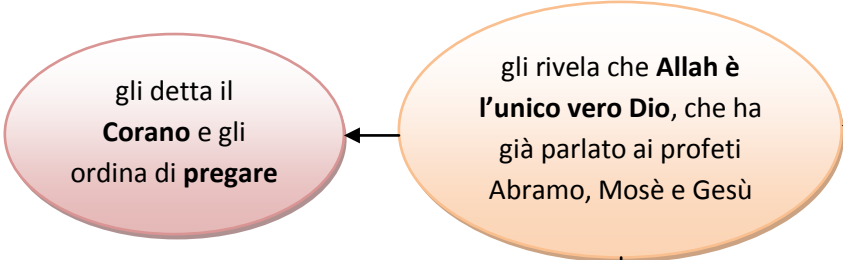 gli detta il
Corano e gli
ordina di pregare
gli rivela che Allah è
l’unico vero Dio, che ha
già parlato ai profeti
Abramo, Mosè e Gesù